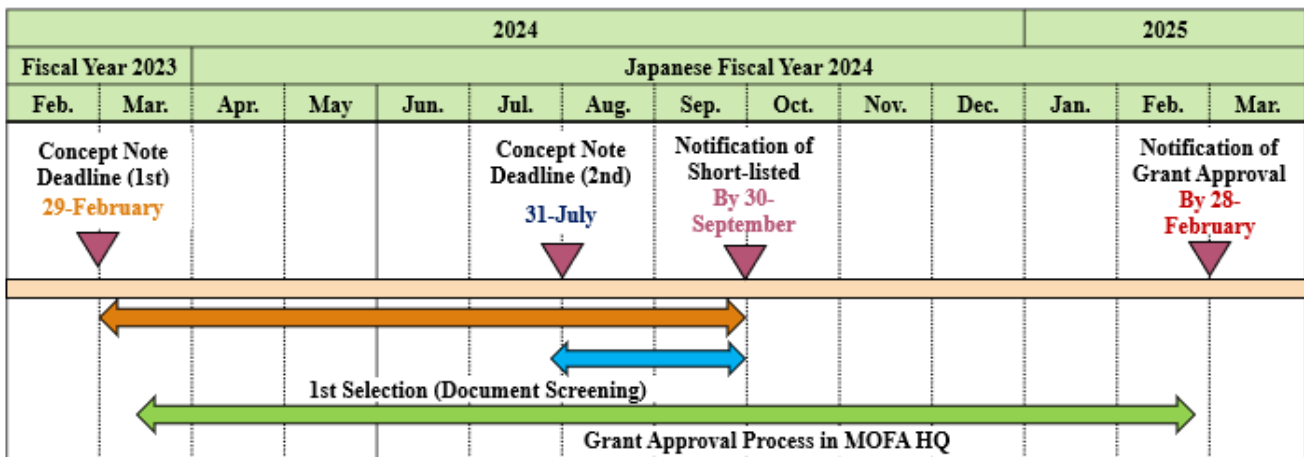 2024 2025
Fiscal Year 2023 Japanese Fiscal Year 2024
Feb. Mar. Apr. May Jun. Jul. Aug. Sep. Oct. Nov. Dec. Jan. Feb. Mar.
Concept Note
Deadline (1st)
29-February
Concept Note
Deadline (2nd)
31-July
Notification of
Short-listed
By 30-
September
Notification of
Grant Approval
By 28-
February
1st Selection (Document Screening)
Grant Approval Process in MOFA HQ